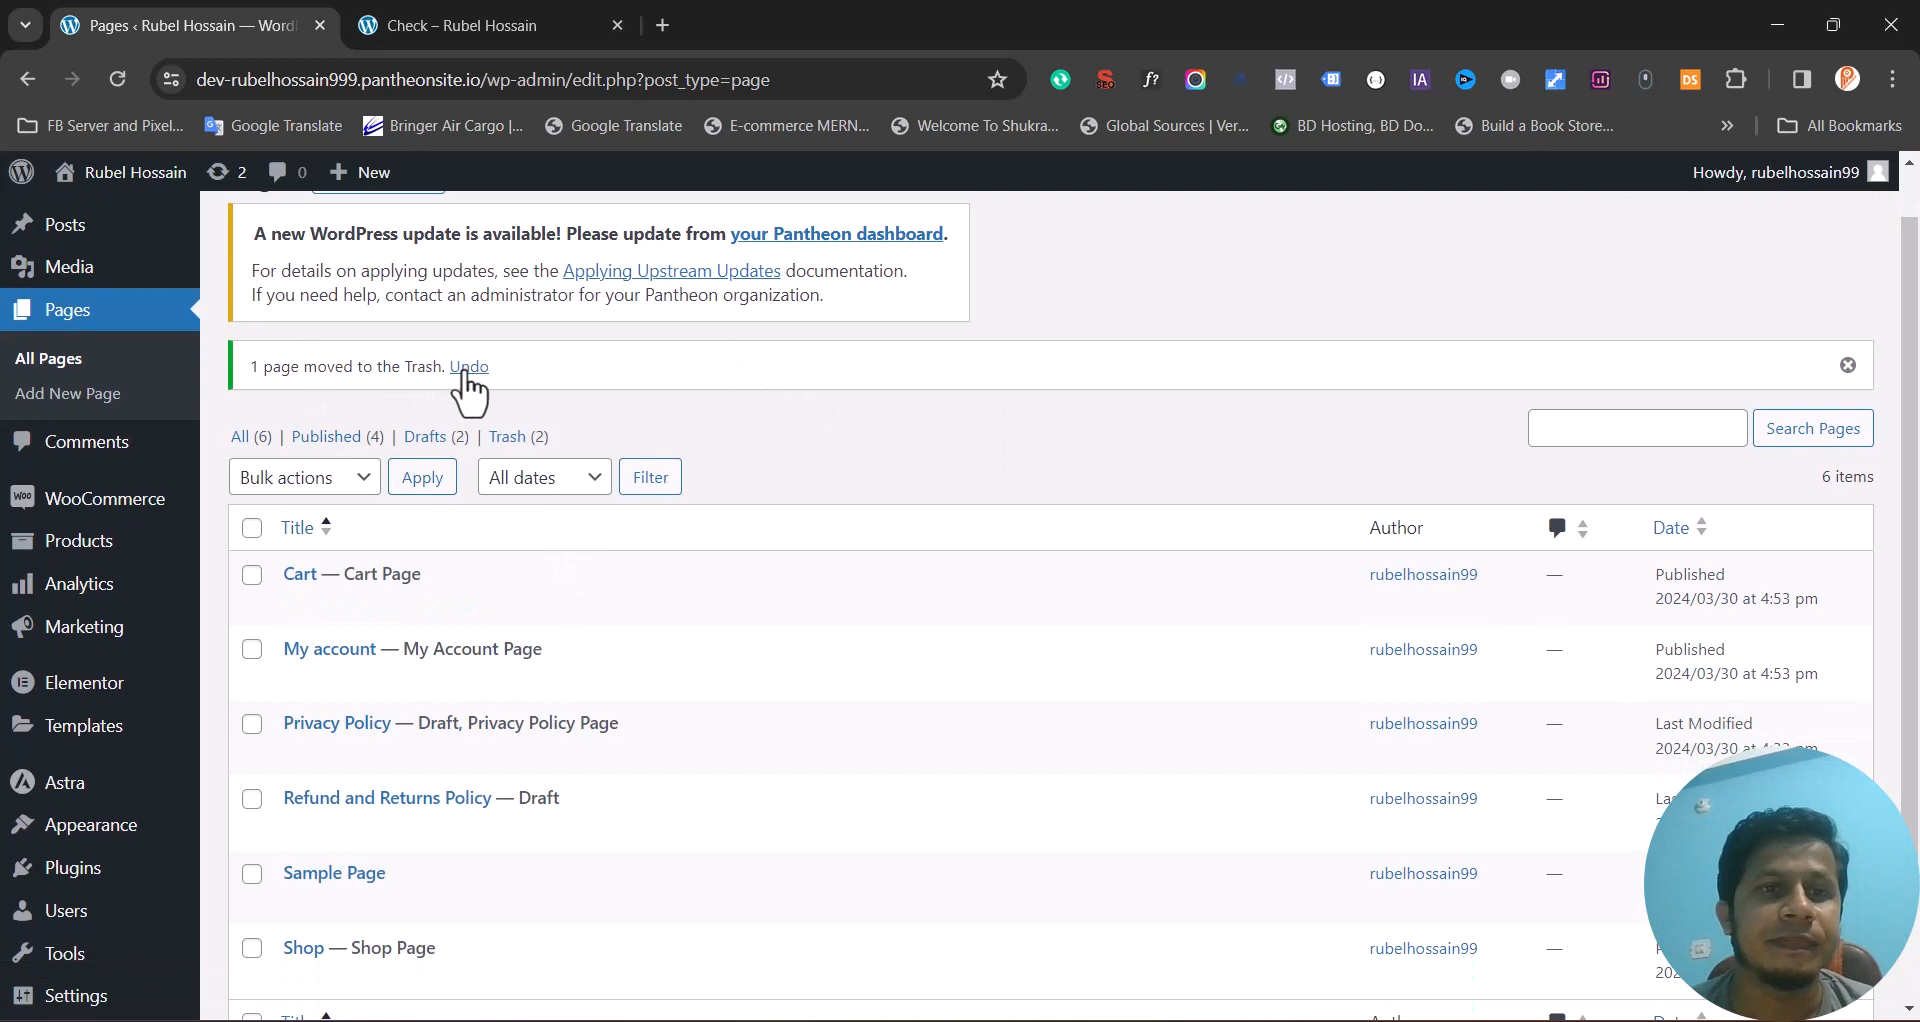 Pages ‹ Rubel Hossain — Word
Check – Rubel Hossain
dev-rubelhossain999.pantheonsite.io/wp-admin/edit.php?post_type=page
SEO
f?
IA
DS
FB Server and Pixel...
Google Translate
Bringer Air Cargo |...
Google Translate
E-commerce MERN...
Welcome To Shukra...
Global Sources | Ver...
BD Hosting, BD Do...
Build a Book Store...
All Bookmarks
Rubel Hossain
2
0
New
Howdy, rubelhossain99
Posts
Media
Pages
All Pages
Add New Page
Comments
WooCommerce
Products
Analytics
Marketing
Elementor
Templates
Astra
Appearance
Plugins
Users
Tools
Settings
A new WordPress update is available! Please update from your Pantheon dashboard.
For details on applying updates, see the Applying Upstream Updates documentation.
If you need help, contact an administrator for your Pantheon organization.
1 page moved to the Trash. Undo
All (6) | Published (4) | Drafts (2) | Trash (2)
Search Pages
Bulk actions
Apply
All dates
Filter
6 items
Title
Author
Date
Cart — Cart Page
rubelhossain99
—
Published
2024/03/30 at 4:53 pm
My account — My Account Page
rubelhossain99
—
Published
2024/03/30 at 4:53 pm
Privacy Policy — Draft, Privacy Policy Page
rubelhossain99
—
Last Modified
2024/03/30 at
Refund and Returns Policy — Draft
rubelhossain99
—
Sample Page
rubelhossain99
—
Shop — Shop Page
rubelhossain99
—